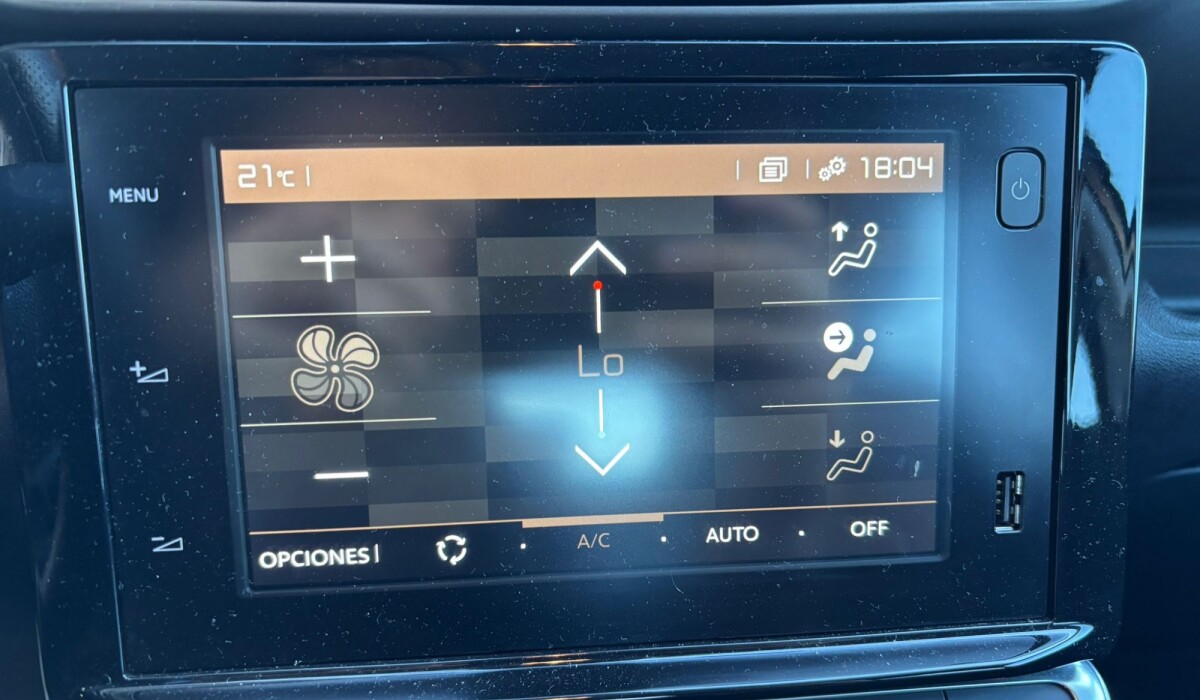 21°C
18:04
MENU
Lo
OPCIONES
A/C
AUTO
OFF